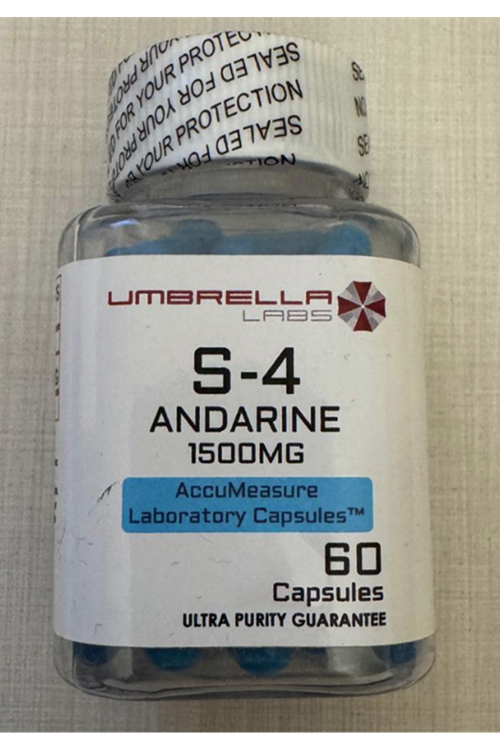 YOUR PROTECTION
SEALED FOR YOUR
YOUR PROTECTION
SEALED
UMBRELLA
LABS
S-4
ANDARINE
1500MG
AccuMeasure
Laboratory Capsules™
60
Capsules
ULTRA PURITY GUARANTEE